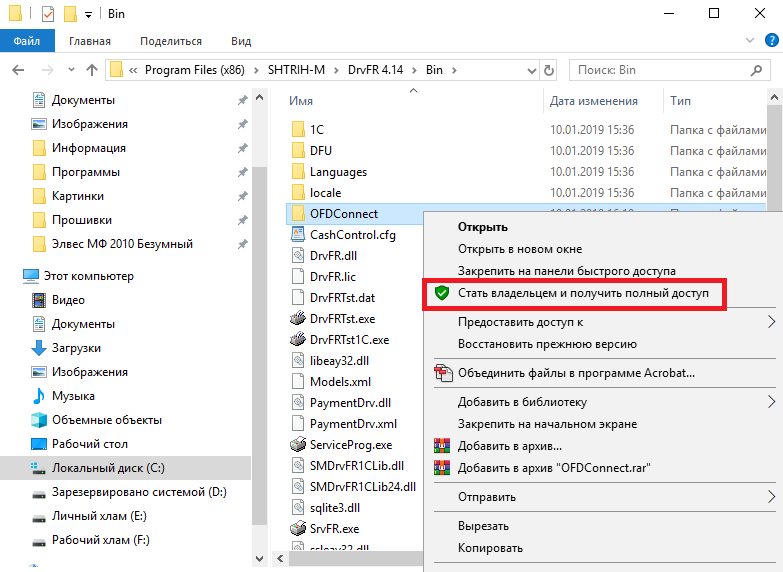 Bin
Файл Главная Поделиться Вид
« Program Files (x86) SHTRIH-M DrvFR 4.14 Bin
Поиск: Bin
Документы
Изображения
Информация
Программы
Картинки
Прошивки
Элвес МФ 2010 Безумный
Этот компьютер
Видео
Документы
Загрузки
Изображения
Музыка
Объемные объекты
Рабочий стол
Локальный диск (C:)
Зарезервировано системой (D:)
Личный хлам (E:)
Рабочий хлам (F:)
Имя Дата изменения Тип
1C 10.01.2019 15:36 Папка с файлами
DFU 10.01.2019 15:36 Папка с файлами
Languages 10.01.2019 15:36 Папка с файлами
locale 10.01.2019 15:36 Папка с файлами
OFDConnect
CashControl.cfg
DrvFR.dll
DrvFR.lic
DrvFRTst.dat
DrvFRTst.exe
DrvFRTst1C.exe
libeay32.dll
Models.xml
PaymentDrv.dll
PaymentDrv.xml
ServiceProg.exe
SMDrvFR1CLib.dll
SMDrvFR1CLib24.dll
sqlite3.dll
SrvFR.exe
ssleay32.dll
Открыть
Открыть в новом окне
Закрепить на панели быстрого доступа
Стать владельцем и получить полный доступ
Предоставить доступ к
Восстановить прежнюю версию
Объединить файлы в программе Acrobat...
Добавить в библиотеку
Закрепить на начальном экране
Добавить в архив...
Добавить в архив "OFDConnect.rar"
Отправить
Вырезать
Копировать